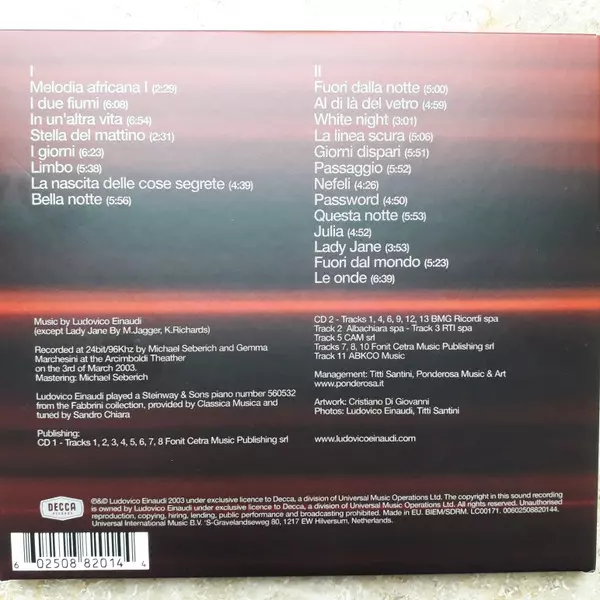 I
Melodia africana I (2:29)
I due fiumi (6:08)
In un'altra vita (6:54)
Stella del mattino (2:31)
I giorni (6:23)
Limbo (5:38)
La nascita delle cose segrete (4:39)
Bella notte (5:56)
II
Fuori dalla notte (5:00)
Al di là del vetro (4:59)
White night (3:01)
La linea scura (5:06)
Giorni dispari (5:51)
Passaggio (5:52)
Nefeli (4:26)
Password (4:50)
Questa notte (5:53)
Julia (4:52)
Lady Jane (3:53)
Fuori dal mondo (5:23)
Le onde (6:39)
Music by Ludovico Einaudi
(except Lady Jane By M.Jagger, K.Richards)
Recorded at 24bit/96Khz by Michael Seberich and Gemma
Marchesini at the Arcimboldi Theather
on the 3rd of March 2003.
Mastering: Michael Seberich
Ludovico Einaudi played a Steinway & Sons piano number 560532
from the Fabbrini collection, provided by Classica Musica and
tuned by Sandro Chiara
Publishing:
CD 1 - Tracks 1, 2, 3, 4, 5, 6, 7, 8 Fonit Cetra Music Publishing srl
CD 2 - Tracks 1, 4, 6, 9, 12, 13 BMG Ricordi spa
Track 2 Albachiara spa - Track 3 RTI spa
Track 5 CAM srl
Tracks 7, 8, 10 Fonit Cetra Music Publishing srl
Track 11 ABKCO Music
Management: Titti Santini, Ponderosa Music & Art
www.ponderosa.it
Artwork: Cristiano Di Giovanni
Photos: Ludovico Einaudi, Titti Santini
www.ludovicoeinaudi.com
DECCA
RECORDS
℗&© Ludovico Einaudi 2003 under exclusive licence to Decca, a division of Universal Music Operations Ltd. The copyright in this sound recording
is owned by Ludovico Einaudi under exclusive licence to Decca, a division of Universal Music Operations Ltd. All rights reserved. Unauthorised
reproduction, copying, hiring, lending, public performance and broadcasting prohibited. Made in EU. BIEM/SDRM. LC00171. 00602508820144.
Universal International Music B.V. 'S-Gravelandseweg 80, 1217 EW Hilversum, Netherlands.
6 02508 82014 4